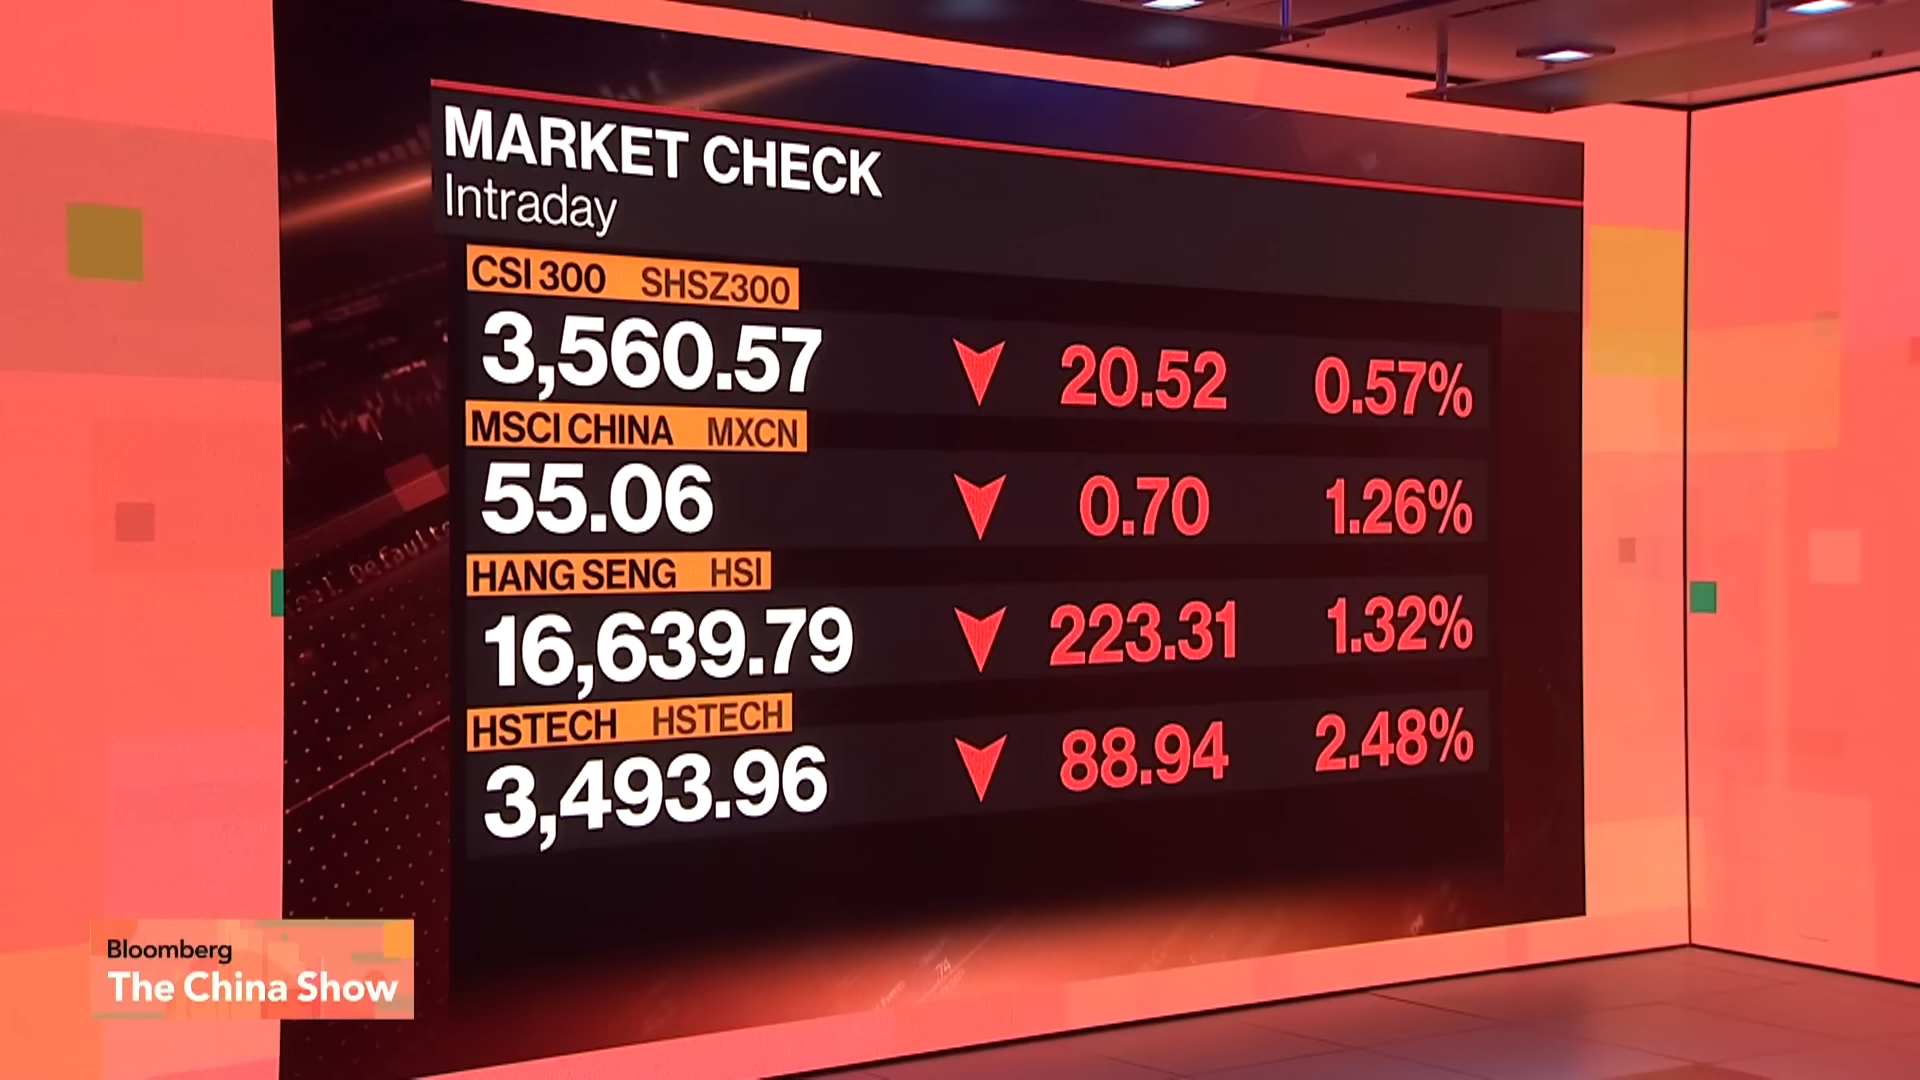 MARKET CHECK
Intraday
CSI 300 SHSZ300
3,560.57 20.52 0.57%
MSCI CHINA MXCN
55.06 0.70 1.26%
HANG SENG HSI
16,639.79 223.31 1.32%
HSTECH HSTECH
3,493.96 88.94 2.48%
Bloomberg
The China Show